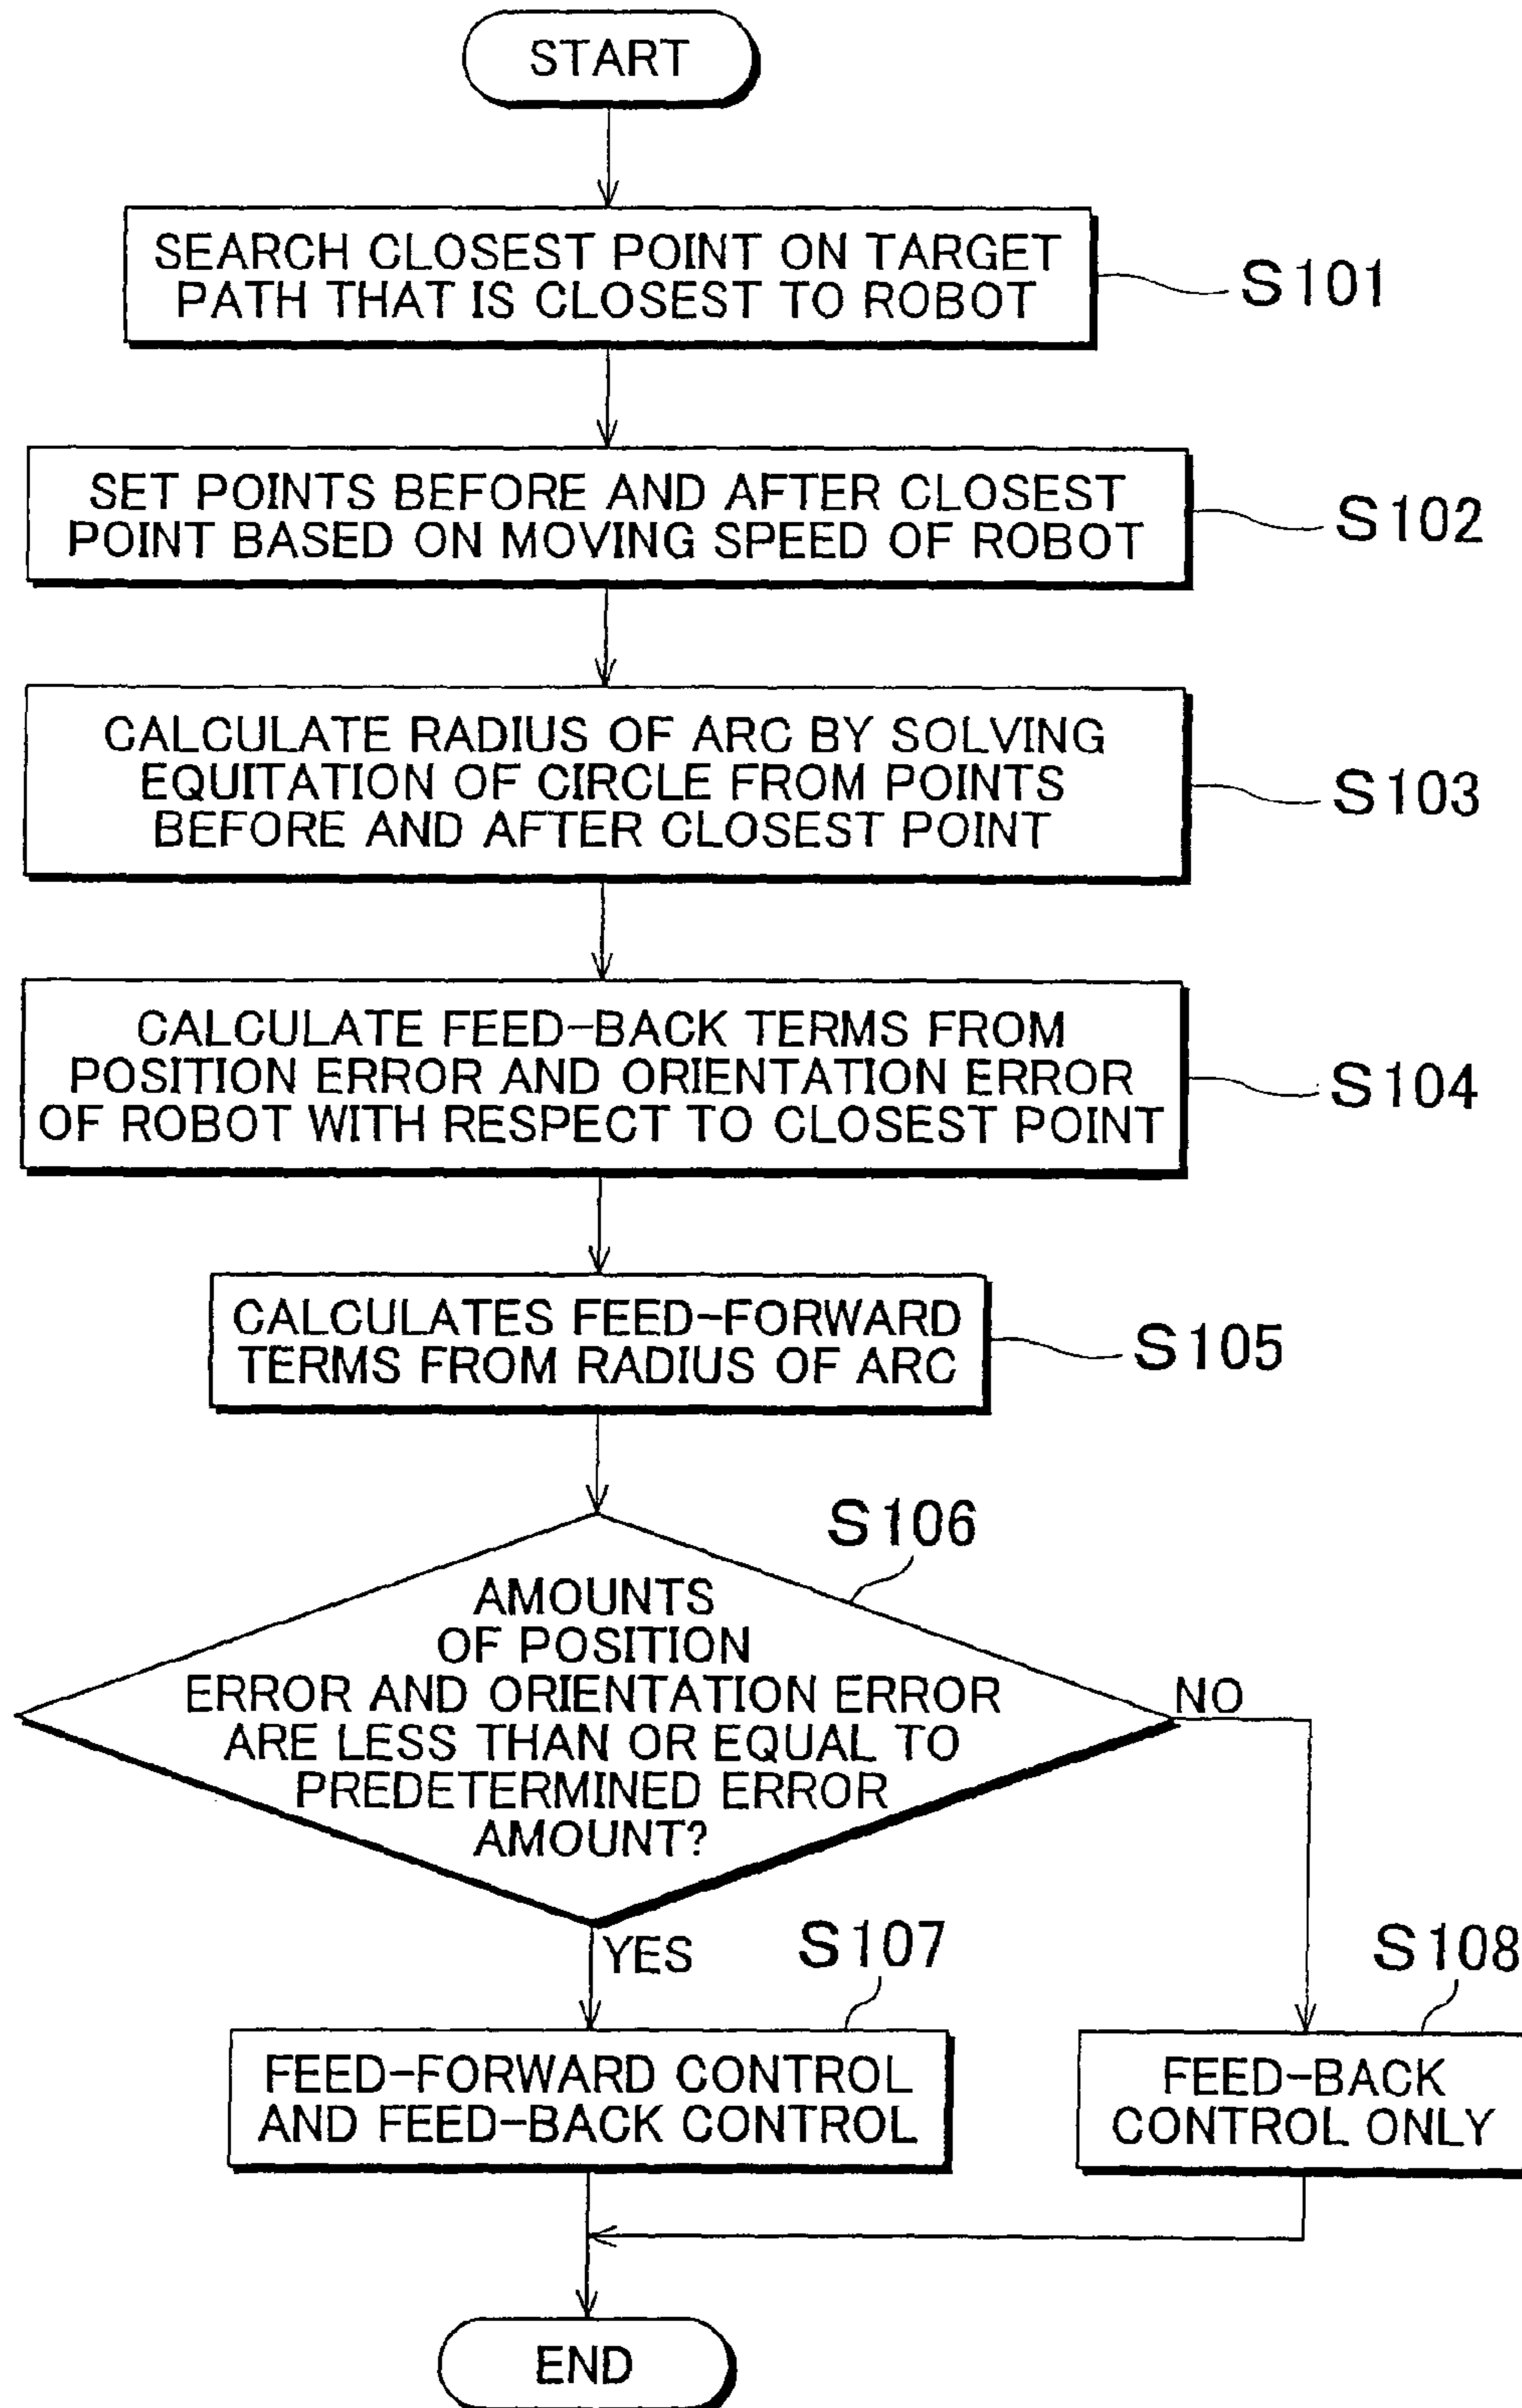 START
SEARCH CLOSEST POINT ON TARGET
PATH THAT IS CLOSEST TO ROBOT
S101
SET POINTS BEFORE AND AFTER CLOSEST
POINT BASED ON MOVING SPEED OF ROBOT
S102
CALCULATE RADIUS OF ARC BY SOLVING
EQUITATION OF CIRCLE FROM POINTS
BEFORE AND AFTER CLOSEST POINT
S103
CALCULATE FEED-BACK TERMS FROM
POSITION ERROR AND ORIENTATION ERROR
OF ROBOT WITH RESPECT TO CLOSEST POINT
S104
CALCULATES FEED-FORWARD
TERMS FROM RADIUS OF ARC
S105
S106
AMOUNTS
OF POSITION
ERROR AND ORIENTATION ERROR
ARE LESS THAN OR EQUAL TO
PREDETERMINED ERROR
AMOUNT?
NO
YES
S107
FEED-FORWARD CONTROL
AND FEED-BACK CONTROL
S108
FEED-BACK
CONTROL ONLY
END